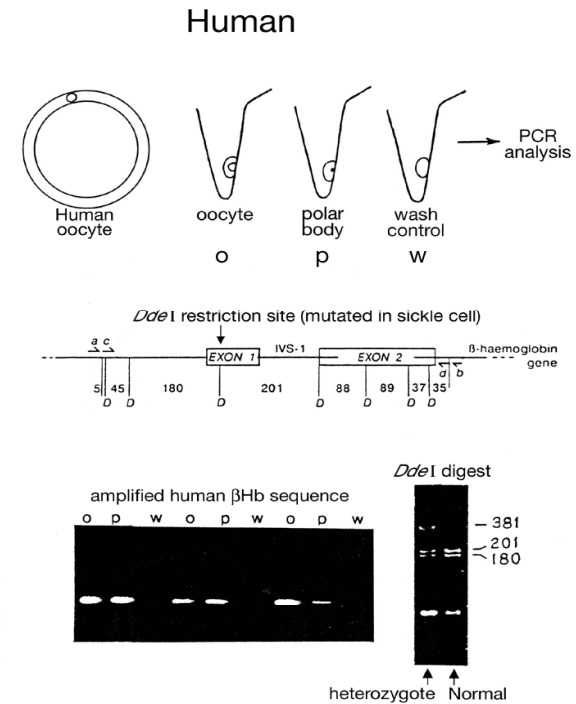 Human
PCR
analysis
Human
oocyte
oocyte
polar
body
wash
control
o
p
w
DdeI restriction site (mutated in sickle cell)
a c
IVS-1
EXON 1
EXON 2
ß-haemoglobin
gene
d b
5 45 180 201 88 89 37 35
D D D D D D D
DdeI digest
amplified human βHb sequence
o p w o p w o p w
381
201
180
heterozygote Normal